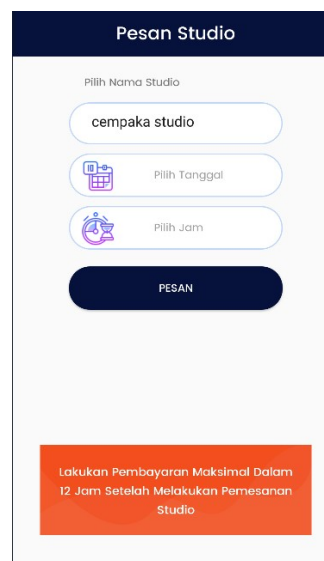 Pesan Studio
Pilih Nama Studio
cempaka studio
Pilih Tanggal
Pilih Jam
PESAN
Lakukan Pembayaran Maksimal Dalam
12 Jam Setelah Melakukan Pemesanan
Studio